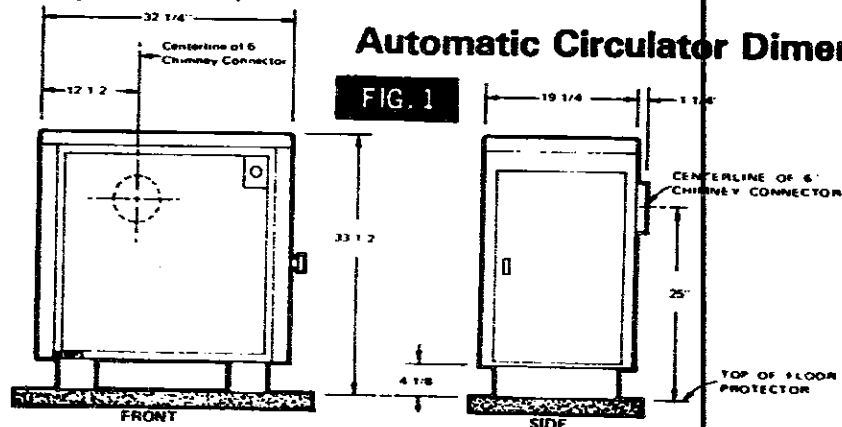 32 1/4"
Centerline of 6
Chimney Connector
Automatic Circulator Dimen
12 1 2
FIG. 1
19 1/4
1 1/4"
CENTERLINE OF 6"
CHIMNEY CONNECTOR
33 1 2
25"
4 1/8
TOP OF FLOOR
PROTECTOR
FRONT
SIDE